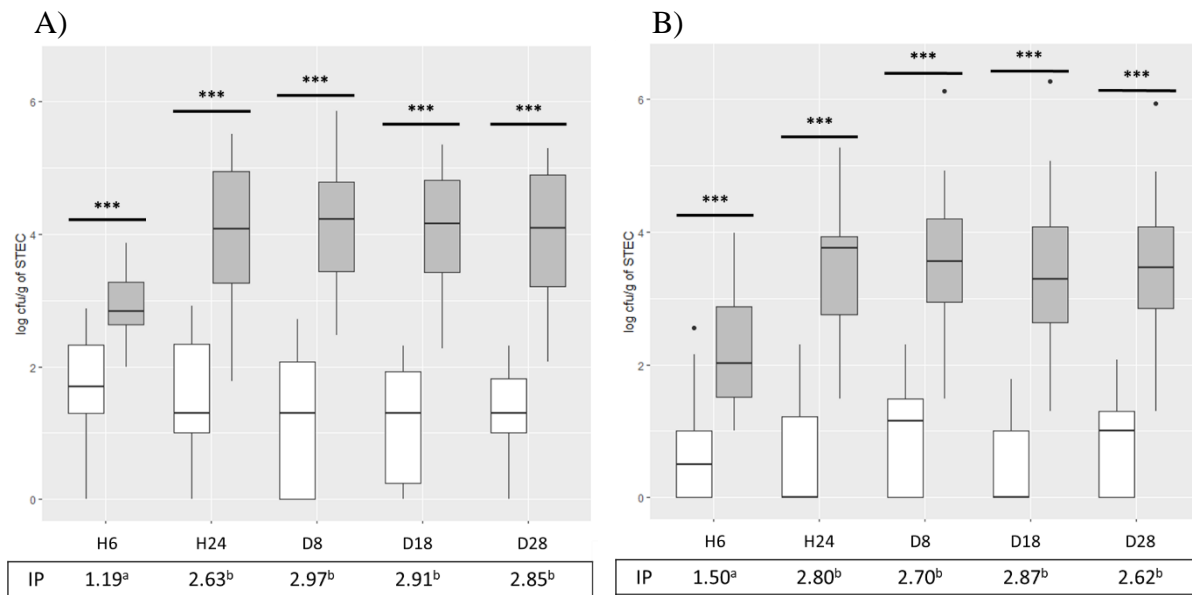 A)
B)
*** *** *** *** ***
*** *** *** *** ***
log cfu/g of STEC
6
4
2
0
H6 H24 D8 D18 D28
IP 1.19ᵃ 2.63ᵇ 2.97ᵇ 2.91ᵇ 2.85ᵇ
log cfu/g of STEC
6
4
2
0
H6 H24 D8 D18 D28
IP 1.50ᵃ 2.80ᵇ 2.70ᵇ 2.87ᵇ 2.62ᵇ